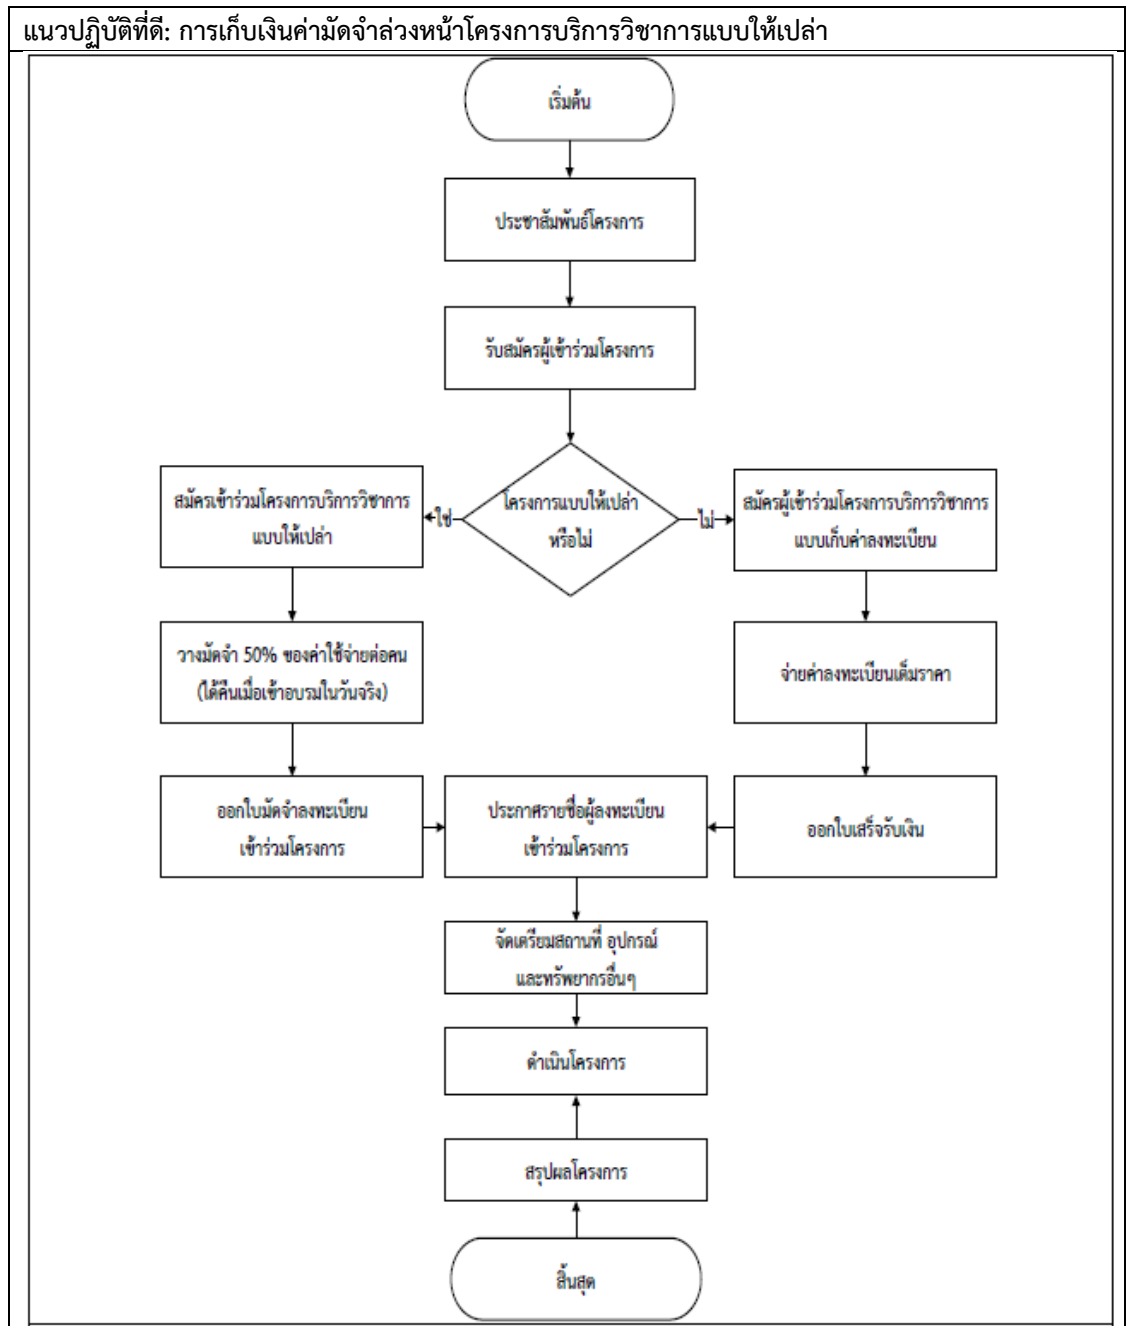 แนวปฏิบัติที่ดี: การเก็บเงินค่ามัดจำล่วงหน้าโครงการบริการวิชาการแบบให้เปล่า
เริ่มต้น
ประชาสัมพันธ์โครงการ
รับสมัครผู้เข้าร่วมโครงการ
โครงการแบบให้เปล่า
หรือไม่
ใช่
ไม่
สมัครเข้าร่วมโครงการบริการวิชาการ
แบบให้เปล่า
สมัครผู้เข้าร่วมโครงการบริการวิชาการ
แบบเก็บค่าลงทะเบียน
วางมัดจำ 50% ของค่าใช้จ่ายต่อคน
(ได้คืนเมื่อเข้าอบรมในวันจริง)
จ่ายค่าลงทะเบียนเต็มราคา
ออกใบมัดจำลงทะเบียน
เข้าร่วมโครงการ
ประกาศรายชื่อผู้ลงทะเบียน
เข้าร่วมโครงการ
ออกใบเสร็จรับเงิน
จัดเตรียมสถานที่ อุปกรณ์
และทรัพยากรอื่นๆ
ดำเนินโครงการ
สรุปผลโครงการ
สิ้นสุด